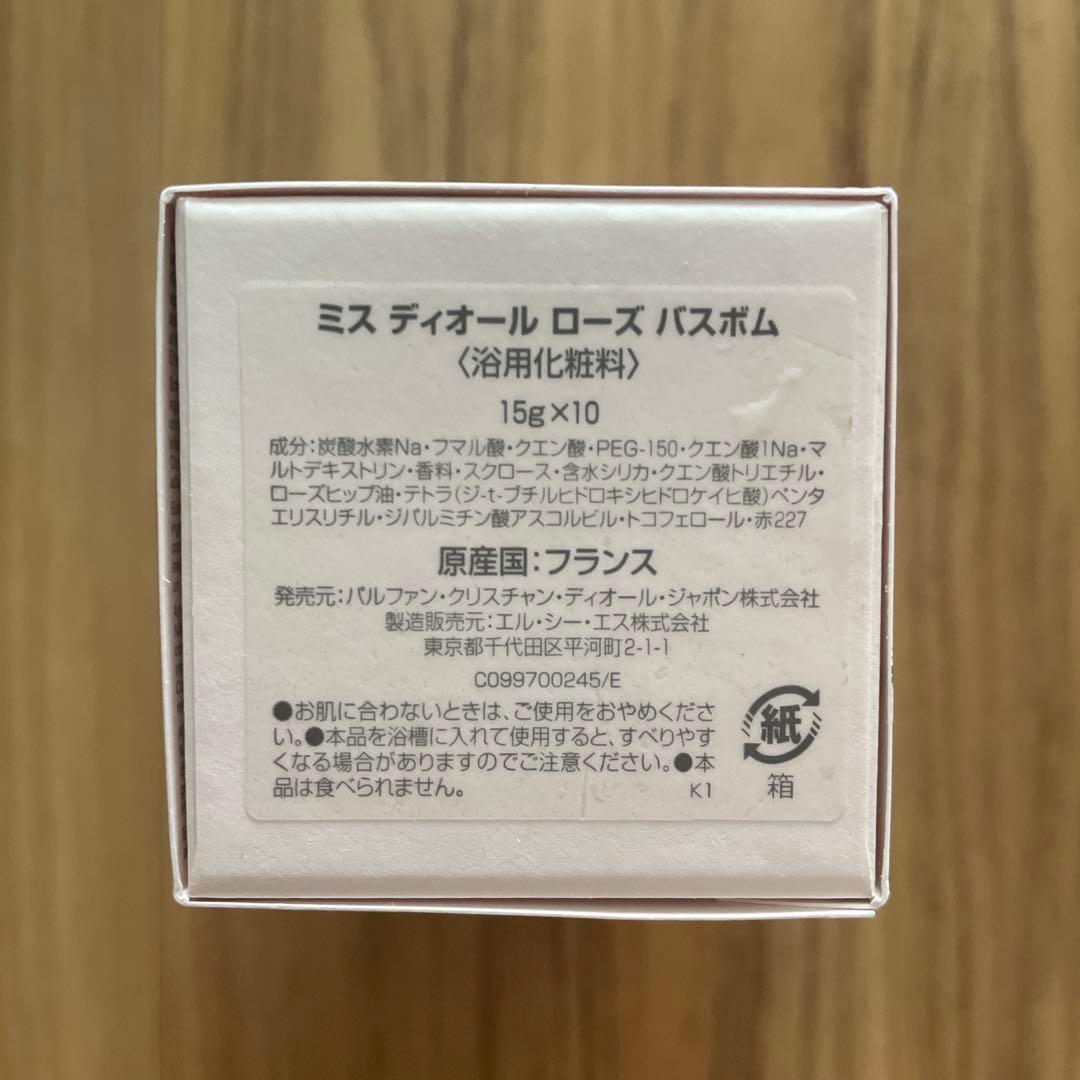 ミス ディオール ローズ バスボム
〈浴用化粧料〉
15g×10
成分:炭酸水素Na・フマル酸・クエン酸・PEG-150・クエン酸1Na・マ
ルトデキストリン・香料・スクロース・含水シリカ・クエン酸トリエチル・
ローズヒップ油・テトラ(ジ-t-ブチルヒドロキシヒドロケイヒ酸)ペンタ
エリスリチル・ジパルミチン酸アスコルビル・トコフェロール・赤227
原産国:フランス
発売元:パルファン・クリスチャン・ディオール・ジャポン株式会社
製造販売元:エル・シー・エス株式会社
東京都千代田区平河町2-1-1
C099700245/E
●お肌に合わないときは、ご使用をおやめくださ
い。●本品を浴槽に入れて使用すると、すべりやす
くなる場合がありますのでご注意ください。●本
品は食べられません。
K1
紙
箱